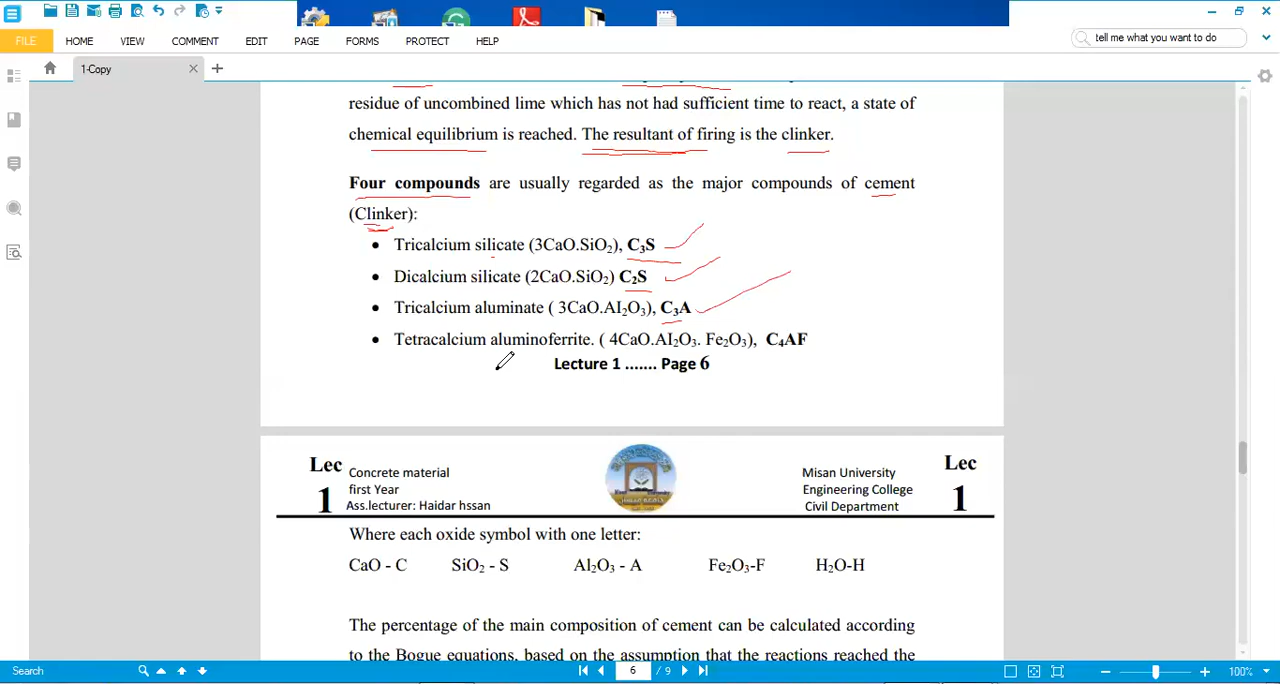 FILE HOME VIEW COMMENT EDIT PAGE FORMS PROTECT HELP tell me what you want to do
1-Copy
residue of uncombined lime which has not had sufficient time to react, a state of
chemical equilibrium is reached. The resultant of firing is the clinker.
Four compounds are usually regarded as the major compounds of cement
(Clinker):
• Tricalcium silicate (3CaO.SiO₂), C₃S
• Dicalcium silicate (2CaO.SiO₂) C₂S
• Tricalcium aluminate ( 3CaO.AI₂O₃), C₃A
• Tetracalcium aluminoferrite. ( 4CaO.AI₂O₃. Fe₂O₃), C₄AF
Lecture 1 ....... Page 6
Lec
1
Concrete material
first Year
Ass.lecturer: Haidar hssan
Misan University
Engineering College
Civil Department
Lec
1
Where each oxide symbol with one letter:
CaO - C SiO₂ - S Al₂O₃ - A Fe₂O₃-F H₂O-H
The percentage of the main composition of cement can be calculated according
to the Bogue equations, based on the assumption that the reactions reached the
Search 6 / 9 100%